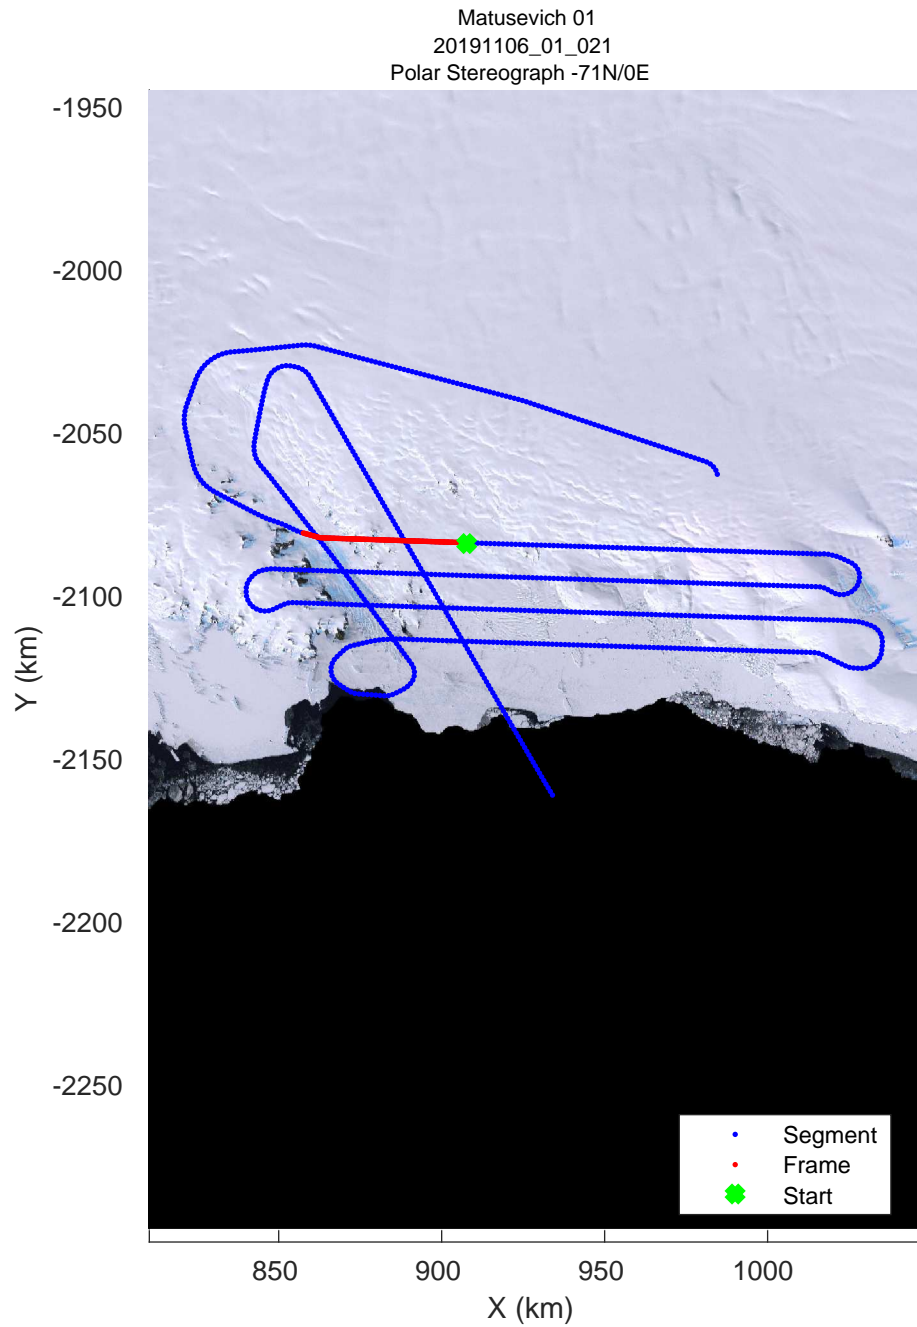 Matusevich 01
20191106_01_021
Polar Stereograph -71N/0E
-1950
-2000
-2050
-2100
-2150
-2200
-2250
Y (km)
850
900
950
1000
X (km)
Segment
Frame
Start